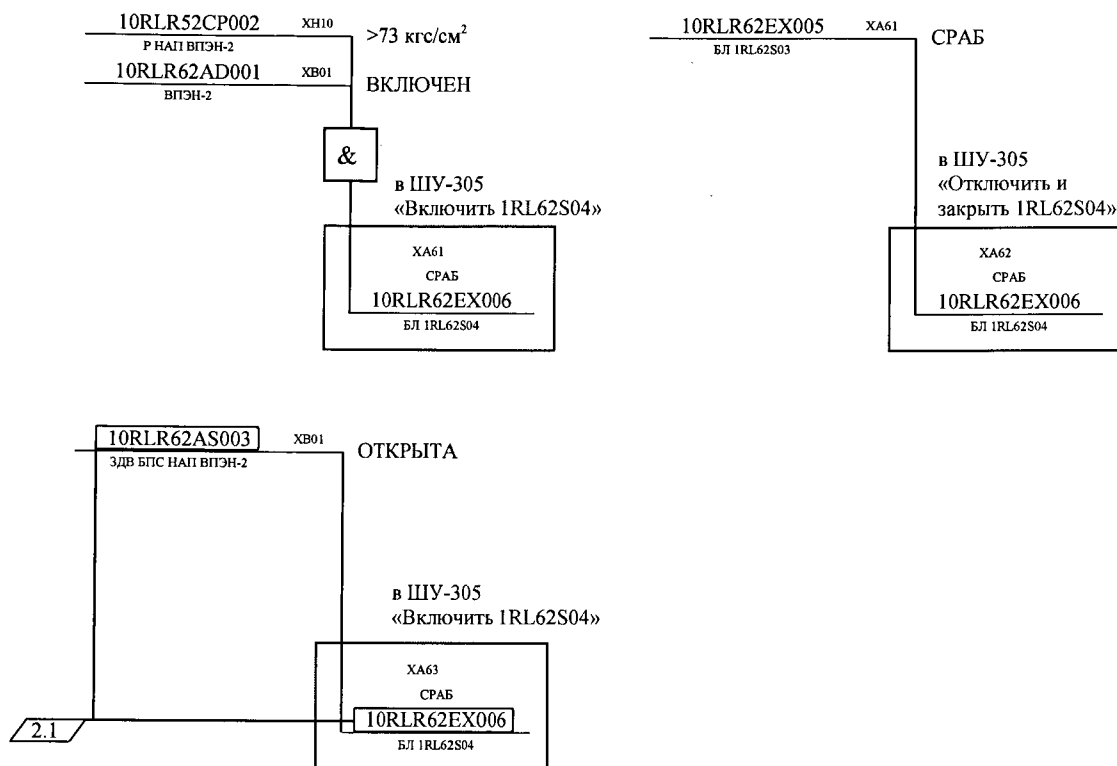 10RLR52CP002 XH10 >73 кгс/см²
Р НАП ВПЭН-2
10RLR62AD001 XB01 ВКЛЮЧЕН
ВПЭН-2
&
в ШУ-305
«Включить 1RL62S04»
XA61
СРАБ
10RLR62EX006
БЛ 1RL62S04
10RLR62EX005 XA61 СРАБ
БЛ 1RL62S03
в ШУ-305
«Отключить и
закрыть 1RL62S04»
XA62
СРАБ
10RLR62EX006
БЛ 1RL62S04
10RLR62AS003 XB01 ОТКРЫТА
ЗДВ БПС НАП ВПЭН-2
в ШУ-305
«Включить 1RL62S04»
XA63
СРАБ
10RLR62EX006
БЛ 1RL62S04
2.1